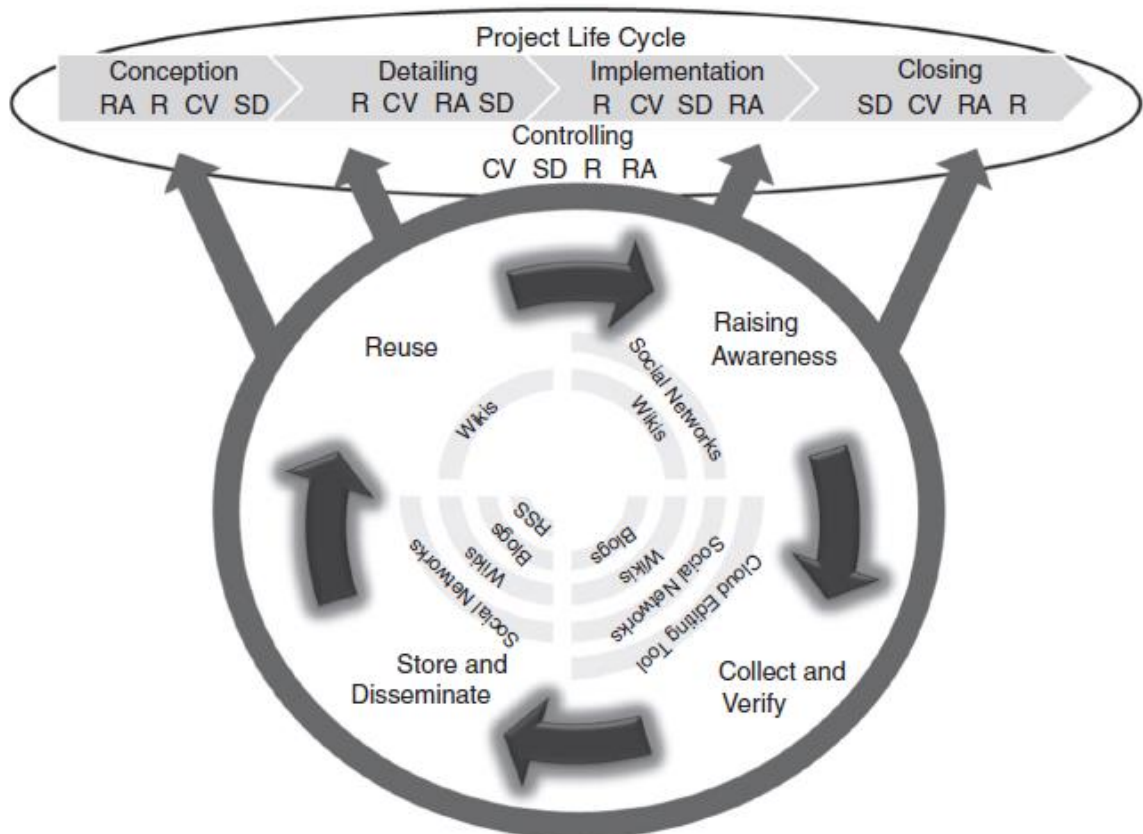 Project Life Cycle
Conception Detailing Implementation Closing
RA R CV SD R CV RA SD R CV SD RA SD CV RA R
Controlling
CV SD R RA
Reuse
Raising
Awareness
Social Networks
Wikis
Wikis
RSS
Blogs
Wikis
Social Networks
Blogs
Wikis
Social Networks
Cloud Editing Tool
Store and
Disseminate
Collect and
Verify